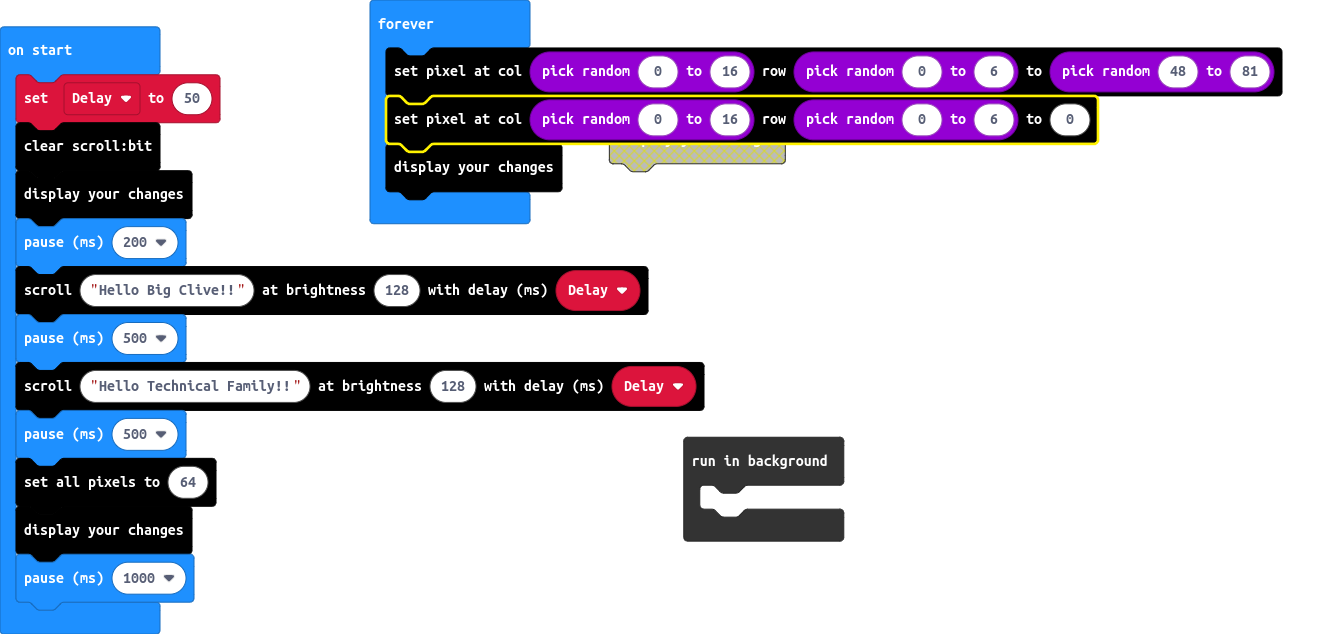 forever
on start
set pixel at col pick random 0 to 16 row pick random 0 to 6 to pick random 48 to 81
set Delay to 50
set pixel at col pick random 0 to 16 row pick random 0 to 6 to 0
clear scroll:bit
display your changes
display your changes
pause (ms) 200
scroll "Hello Big Clive!!" at brightness 128 with delay (ms) Delay
pause (ms) 500
scroll "Hello Technical Family!!" at brightness 128 with delay (ms) Delay
pause (ms) 500
run in background
set all pixels to 64
display your changes
pause (ms) 1000